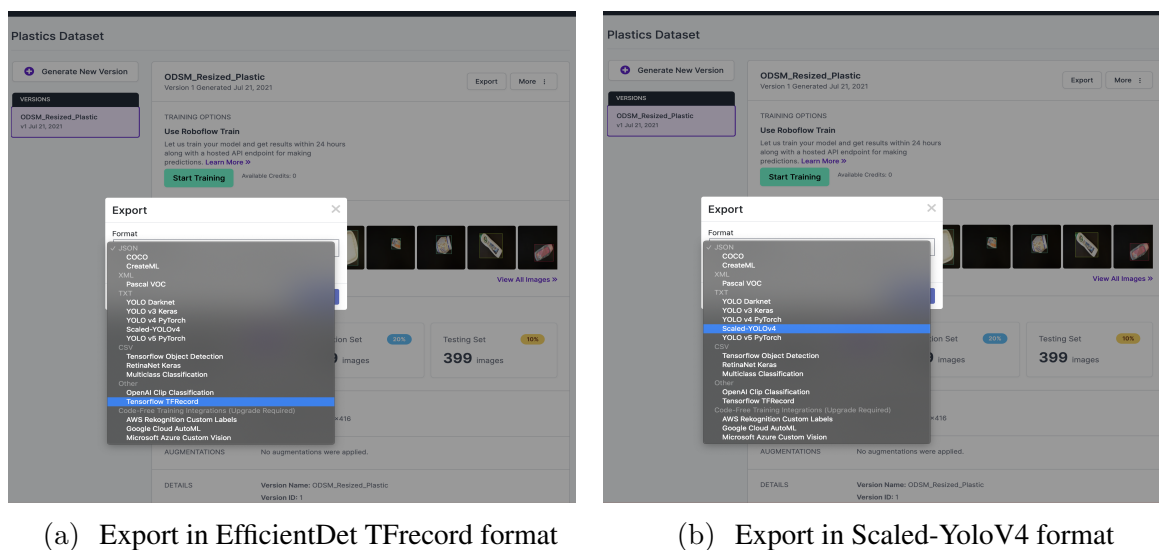 Plastics Dataset
Generate New Version
VERSIONS
ODSM_Resized_Plastic
v1 Jul 21, 2021
ODSM_Resized_Plastic
Version 1 Generated Jul 21, 2021
Export
More
TRAINING OPTIONS
Use Roboflow Train
Let us train your model and get results within 24 hours
along with a hosted API endpoint for making
predictions. Learn More »
Start Training
Available Credits: 0
Export
Format
✓ JSON
COCO
CreateML
XML
Pascal VOC
TXT
YOLO Darknet
YOLO v3 Keras
YOLO v4 PyTorch
Scaled-YOLOv4
YOLO v5 PyTorch
CSV
Tensorflow Object Detection
RetinaNet Keras
Multiclass Classification
Other
OpenAI Clip Classification
Tensorflow TFRecord
Code-Free Training Integrations (Upgrade Required)
AWS Rekognition Custom Labels
Google Cloud AutoML
Microsoft Azure Custom Vision
View All Images »
Set
20%
images
Testing Set
10%
399 images
×416
AUGMENTATIONS
No augmentations were applied.
DETAILS
Version Name: ODSM_Resized_Plastic
Version ID: 1
(a) Export in EfficientDet TFrecord format
Plastics Dataset
Generate New Version
VERSIONS
ODSM_Resized_Plastic
v1 Jul 21, 2021
ODSM_Resized_Plastic
Version 1 Generated Jul 21, 2021
Export
More
TRAINING OPTIONS
Use Roboflow Train
Let us train your model and get results within 24 hours
along with a hosted API endpoint for making
predictions. Learn More »
Start Training
Available Credits: 0
Export
Format
✓ JSON
COCO
CreateML
XML
Pascal VOC
TXT
YOLO Darknet
YOLO v3 Keras
YOLO v4 PyTorch
Scaled-YOLOv4
YOLO v5 PyTorch
CSV
Tensorflow Object Detection
RetinaNet Keras
Multiclass Classification
Other
OpenAI Clip Classification
Tensorflow TFRecord
Code-Free Training Integrations (Upgrade Required)
AWS Rekognition Custom Labels
Google Cloud AutoML
Microsoft Azure Custom Vision
View All Images »
Set
20%
images
Testing Set
10%
399 images
×416
AUGMENTATIONS
No augmentations were applied.
DETAILS
Version Name: ODSM_Resized_Plastic
Version ID: 1
(b) Export in Scaled-YoloV4 format